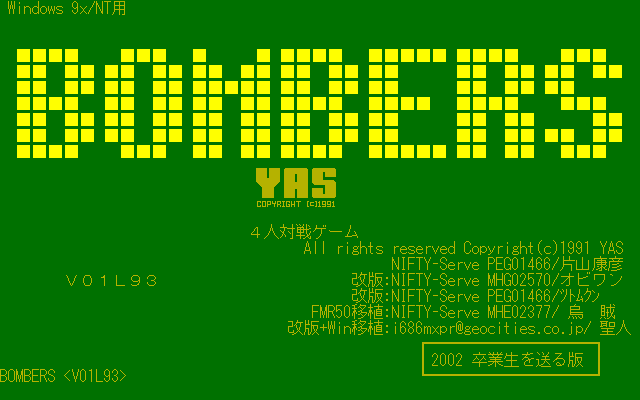 Windows 9x/NT用
BOMBERS
YAS
COPYRIGHT (C)1991
４人対戦ゲーム
All rights reserved Copyright(c)1991 YAS
NIFTY-Serve PEG01466/片山康彦
Ｖ０１Ｌ９３
改版:NIFTY-Serve MHG02570/オビワン
改版:NIFTY-Serve PEG01466/ﾂﾄﾑｸﾝ
FMR50移植:NIFTY-Serve MHE02377/ 烏　賊
改版+Win移植:i686mxpr@geocities.co.jp/ 聖人
2002 卒業生を送る版
BOMBERS <V01L93>